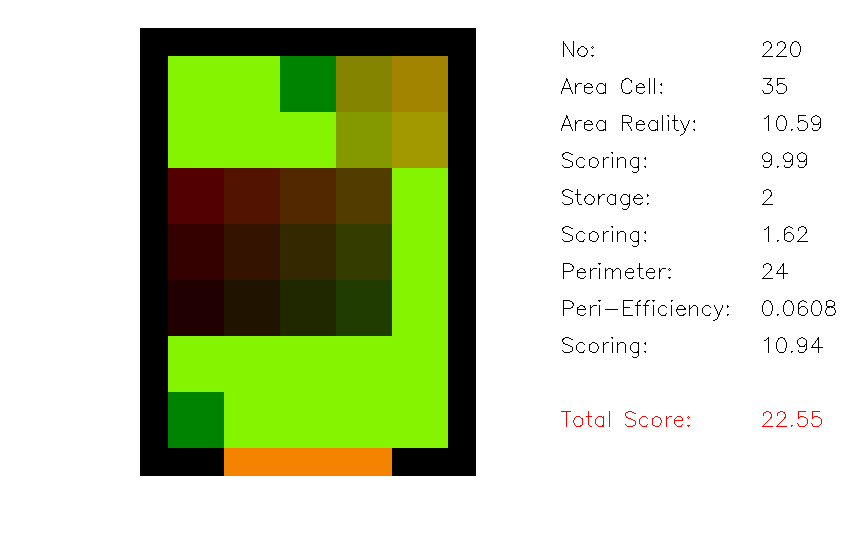 No: 220
Area Cell: 35
Area Reality: 10.59
Scoring: 9.99
Storage: 2
Scoring: 1.62
Perimeter: 24
Peri-Efficiency: 0.0608
Scoring: 10.94
Total Score: 22.55